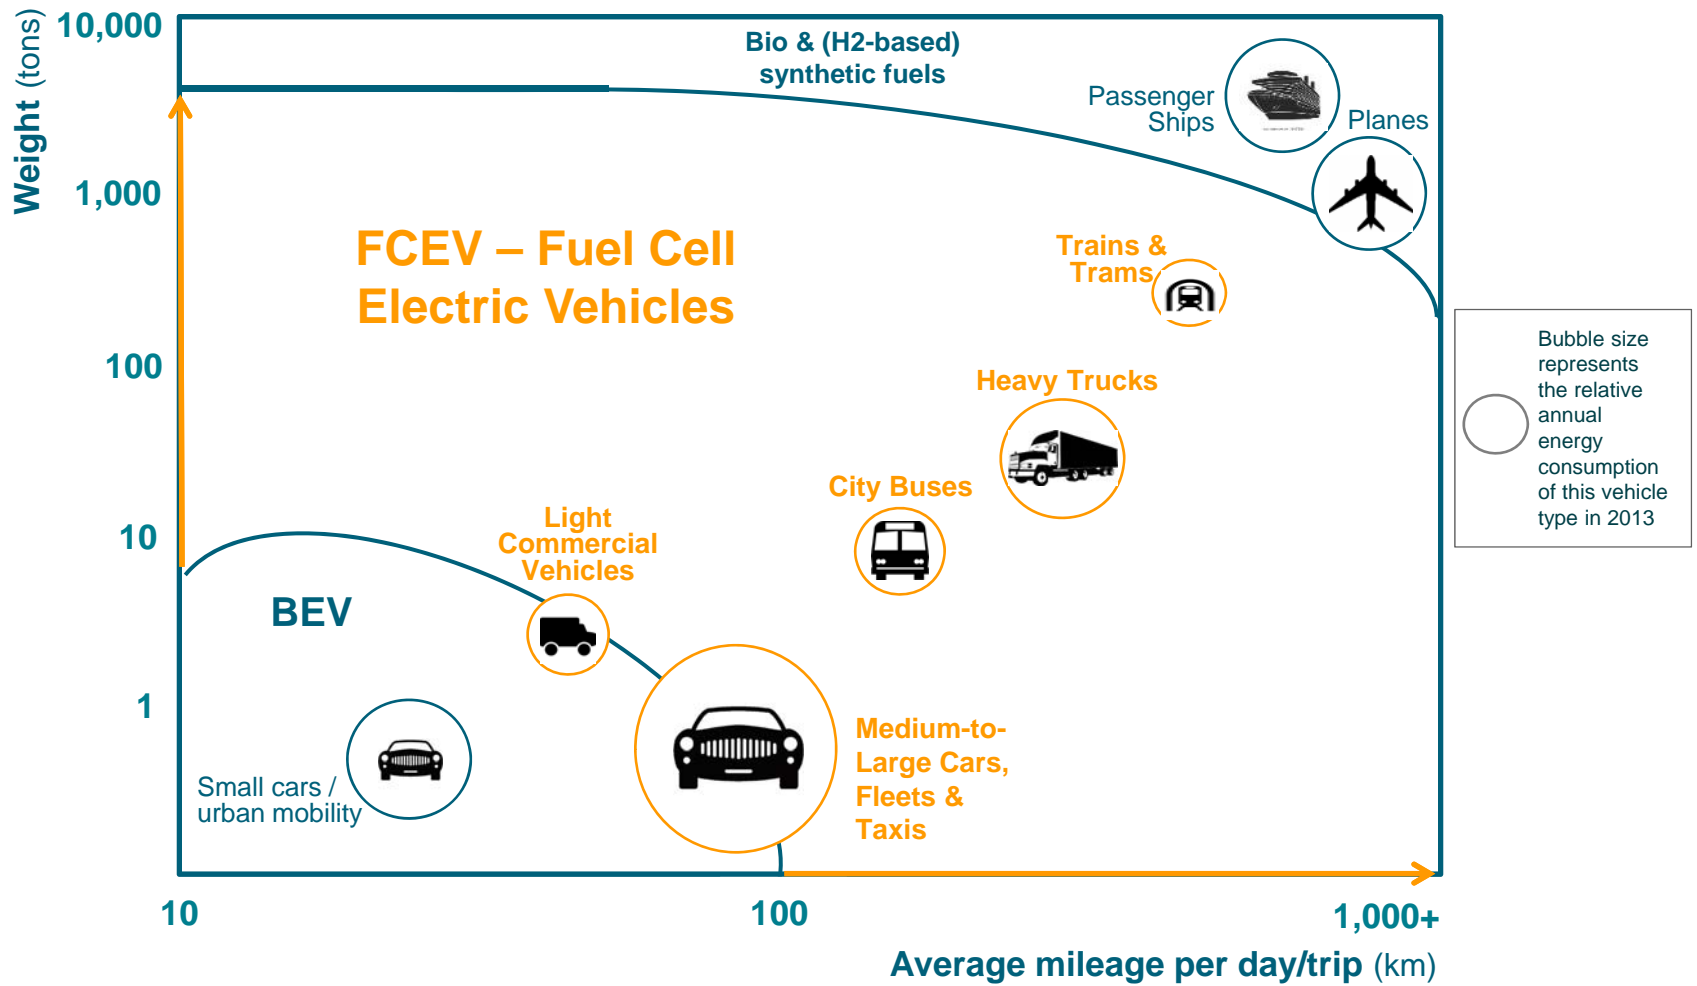 Weight (tons)
10,000
1,000
100
10
1
Bio & (H2-based)
synthetic fuels
Passenger
Ships
Planes
FCEV – Fuel Cell
Electric Vehicles
Trains &
Trams
Heavy Trucks
City Buses
Light
Commercial
Vehicles
BEV
Small cars /
urban mobility
Medium-to-
Large Cars,
Fleets &
Taxis
Bubble size
represents
the relative
annual
energy
consumption
of this vehicle
type in 2013
10
100
1,000+
Average mileage per day/trip (km)